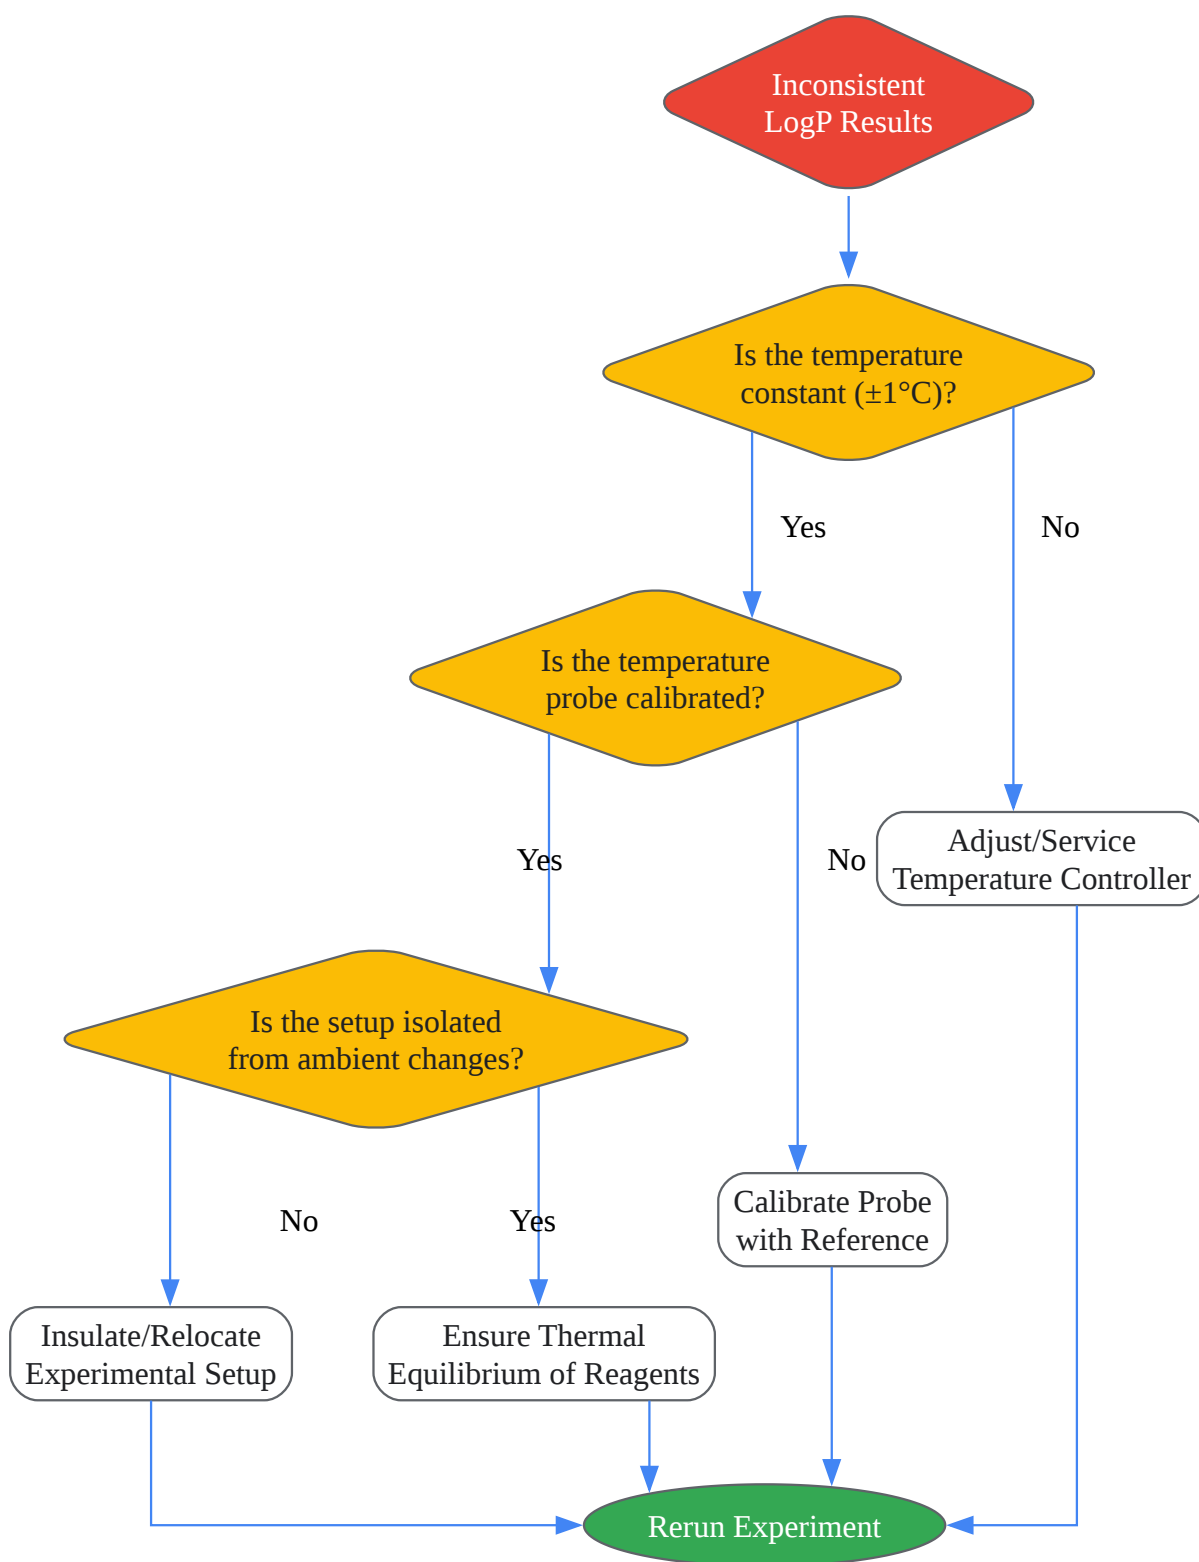 Inconsistent
LogP Results
Is the temperature
constant (±1°C)?
Yes
No
Is the temperature
probe calibrated?
Yes
No
Adjust/Service
Temperature Controller
Is the setup isolated
from ambient changes?
No
Yes
Calibrate Probe
with Reference
Insulate/Relocate
Experimental Setup
Ensure Thermal
Equilibrium of Reagents
Rerun Experiment